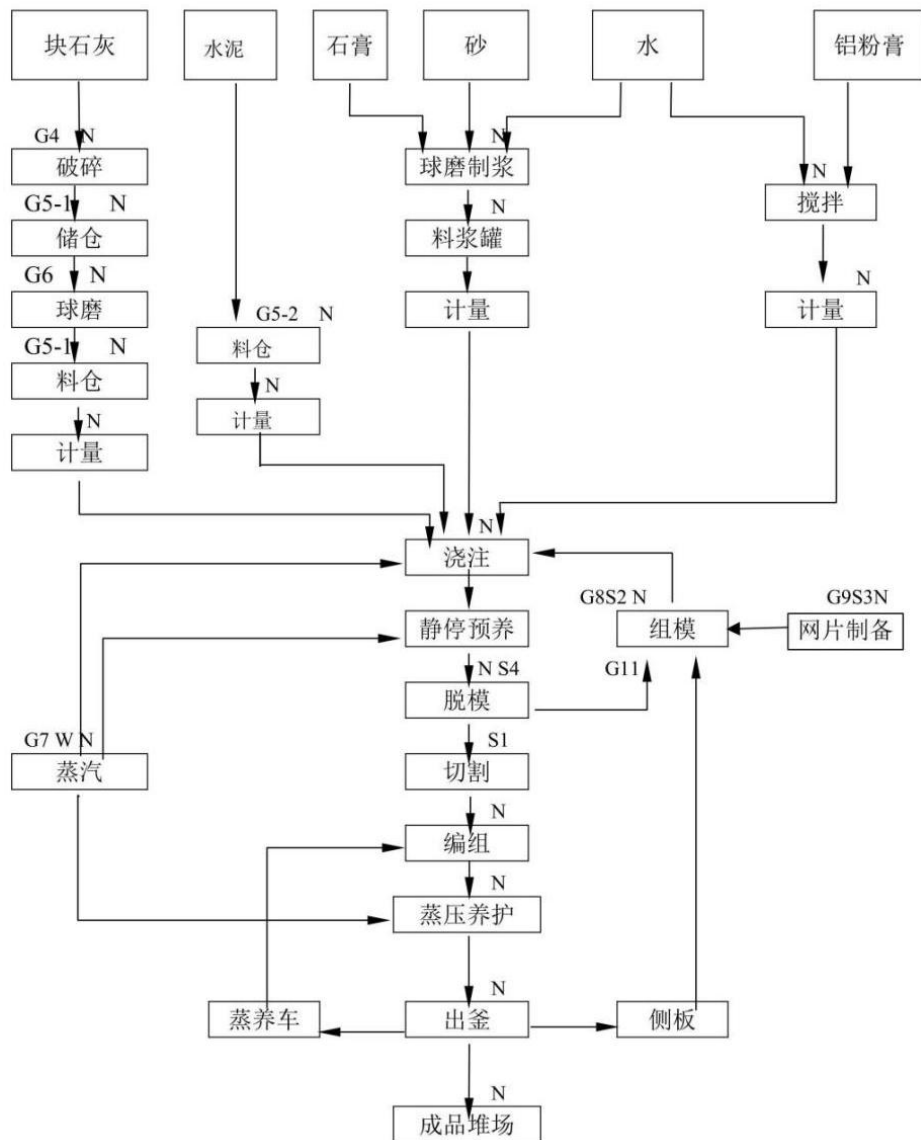 块石灰 水泥 石膏 砂 水 铝粉膏
G4 N
破碎 球磨制浆 N
N 搅拌
G5-1 N N
储仓 料浆罐
G6 N N
球磨 计量 计量
G5-2 N
料仓
G5-1 N
料仓 N
计量
N
计量
N
浇注
G8S2 N G9S3N
静停预养 组模 网片制备
N S4 G11
脱模
G7 W N S1
蒸汽 切割
N
编组
N
蒸压养护
N
蒸养车 出釜 侧板
N
成品堆场